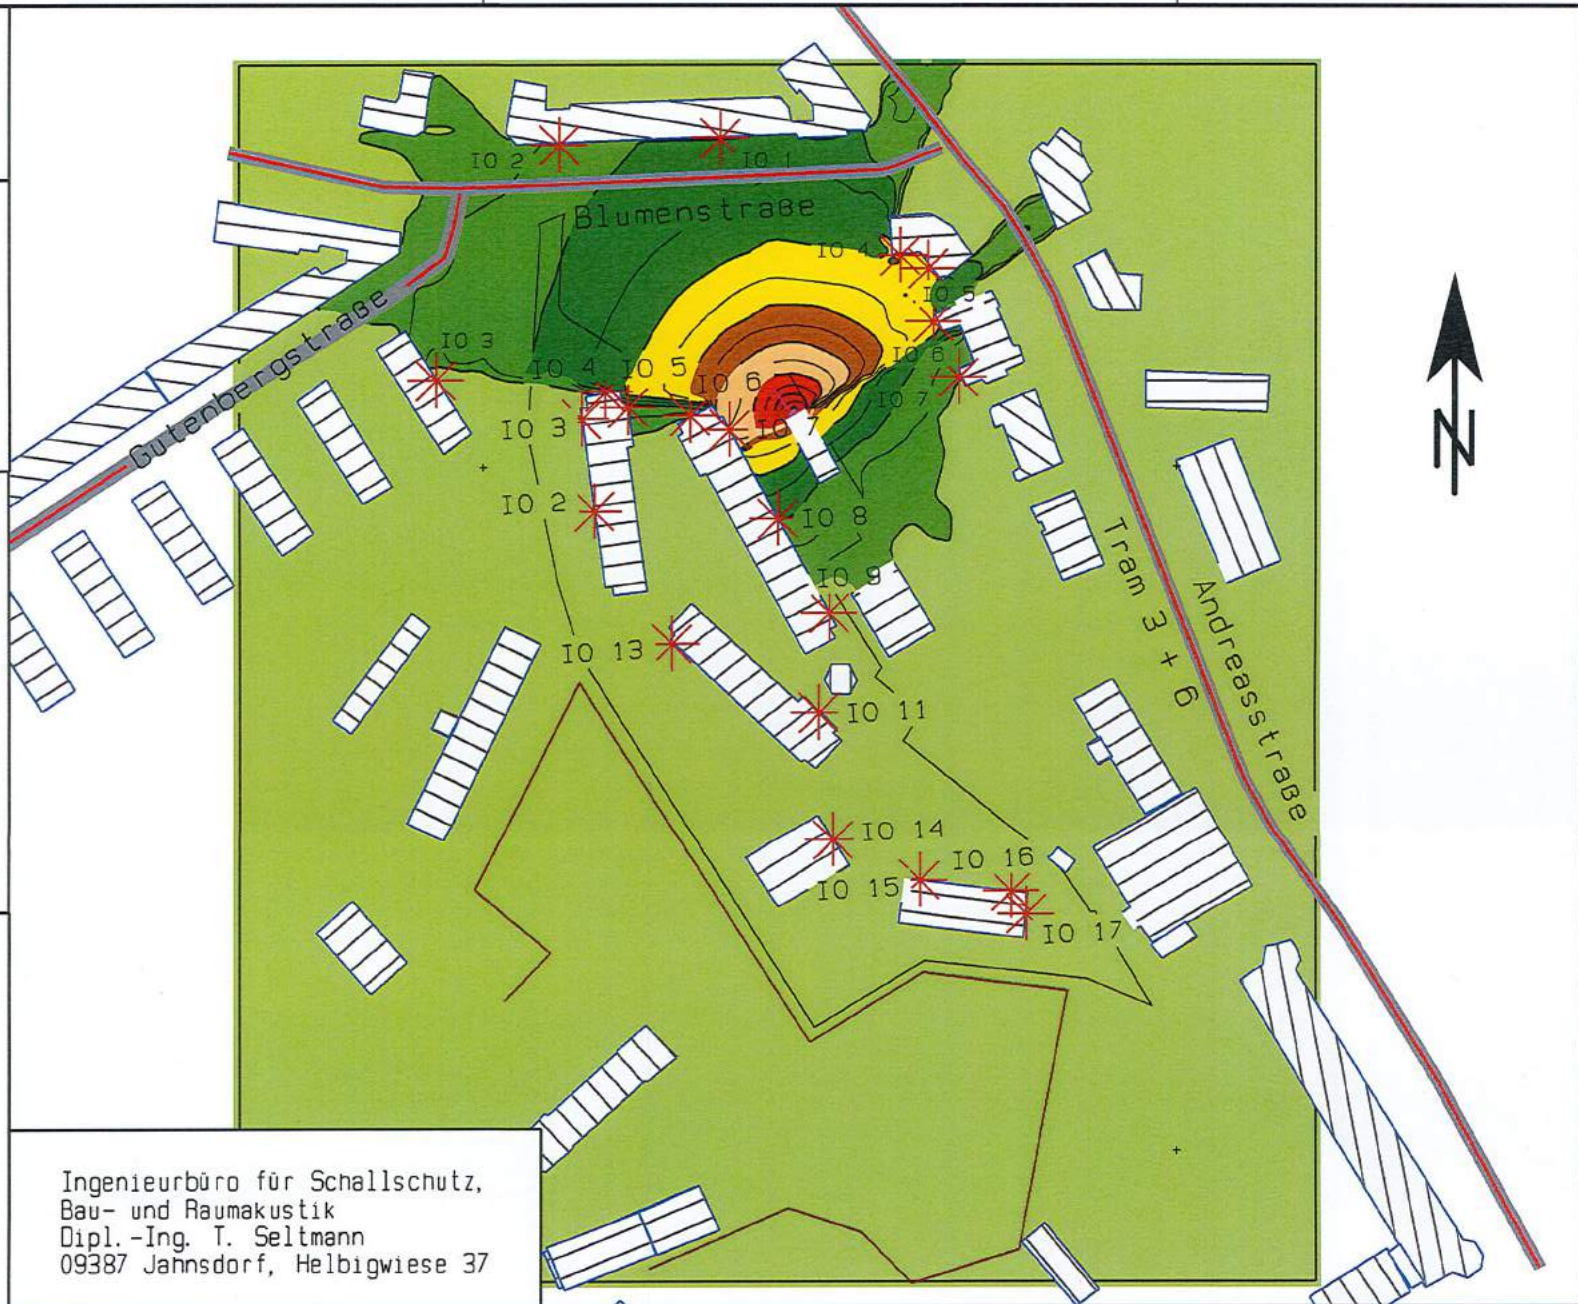 IO 2
IO 1
Blumenstraße
IO 4
IO 5
IO 3
Gutenbergstraße
IO 4
IO 5
IO 6
IO 6
IO 7
IO 3
IO 7
IO 2
IO 8
IO 9
Tram 3 + 6
Andreasstraße
IO 13
IO 11
IO 14
IO 15
IO 16
IO 17
N
Ingenieurbüro für Schallschutz,
Bau- und Raumakustik
Dipl.-Ing. T. Seltmann
09387 Jahnsdorf, Helbigwiese 37